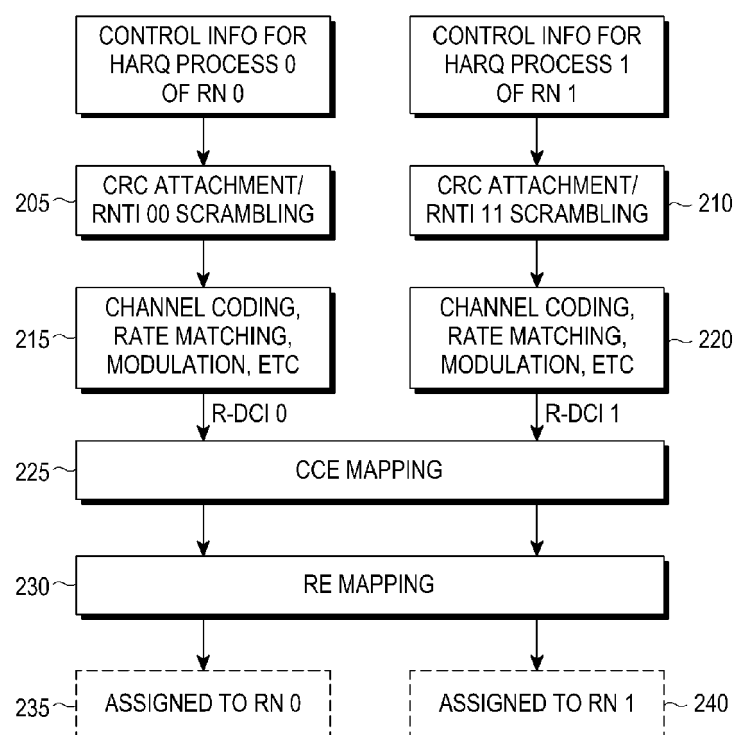 CONTROL INFO FOR
HARQ PROCESS 0
OF RN 0
CONTROL INFO FOR
HARQ PROCESS 1
OF RN 1
205
CRC ATTACHMENT/
RNTI 00 SCRAMBLING
CRC ATTACHMENT/
RNTI 11 SCRAMBLING
210
215
CHANNEL CODING,
RATE MATCHING,
MODULATION, ETC
CHANNEL CODING,
RATE MATCHING,
MODULATION, ETC
220
R-DCI 0
R-DCI 1
225
CCE MAPPING
230
RE MAPPING
235
ASSIGNED TO RN 0
ASSIGNED TO RN 1
240